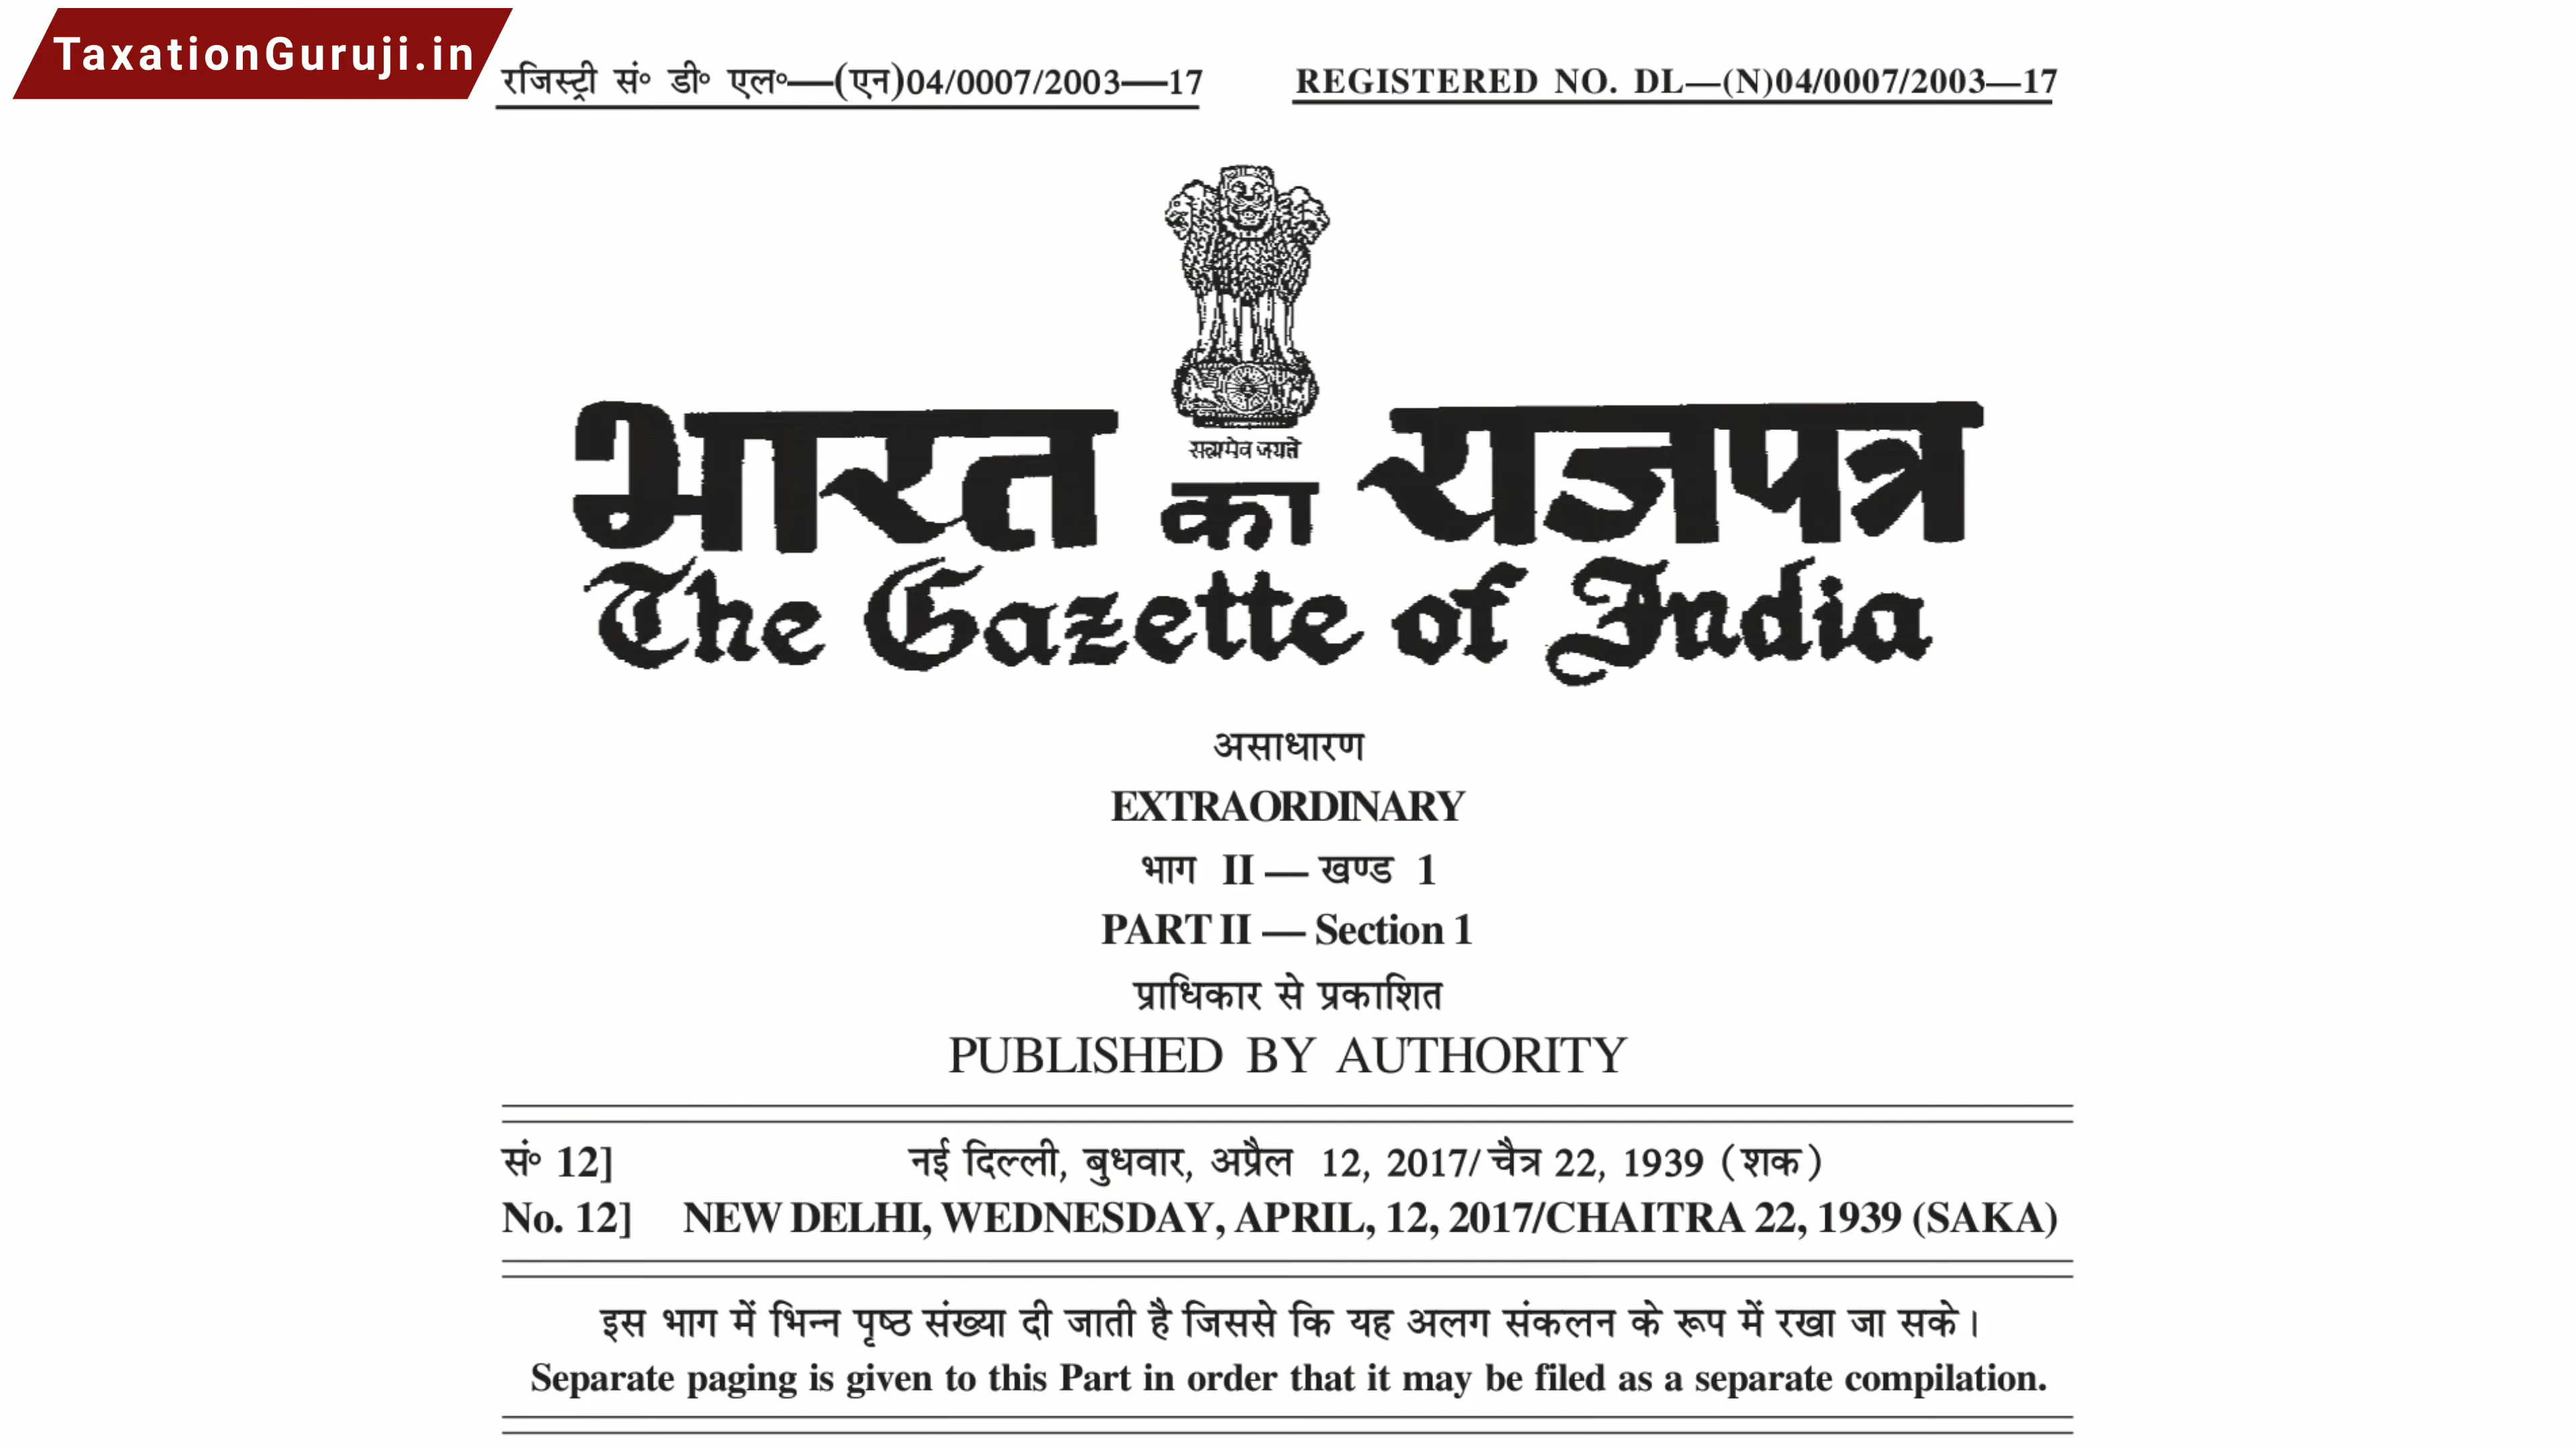 TaxationGuruji.in
रजिस्ट्री सं॰ डी॰ एल॰—(एन)04/0007/2003—17
REGISTERED NO. DL—(N)04/0007/2003—17
सत्यमेव जयते
भारत का राजपत्र
The Gazette of India
असाधारण
EXTRAORDINARY
भाग II — खण्ड 1
PART II — Section 1
प्राधिकार से प्रकाशित
PUBLISHED BY AUTHORITY
सं॰ 12] नई दिल्ली, बुधवार, अप्रैल 12, 2017/ चैत्र 22, 1939 (शक)
No. 12] NEW DELHI, WEDNESDAY, APRIL, 12, 2017/CHAITRA 22, 1939 (SAKA)
इस भाग में भिन्न पृष्ठ संख्या दी जाती है जिससे कि यह अलग संकलन के रूप में रखा जा सके।
Separate paging is given to this Part in order that it may be filed as a separate compilation.